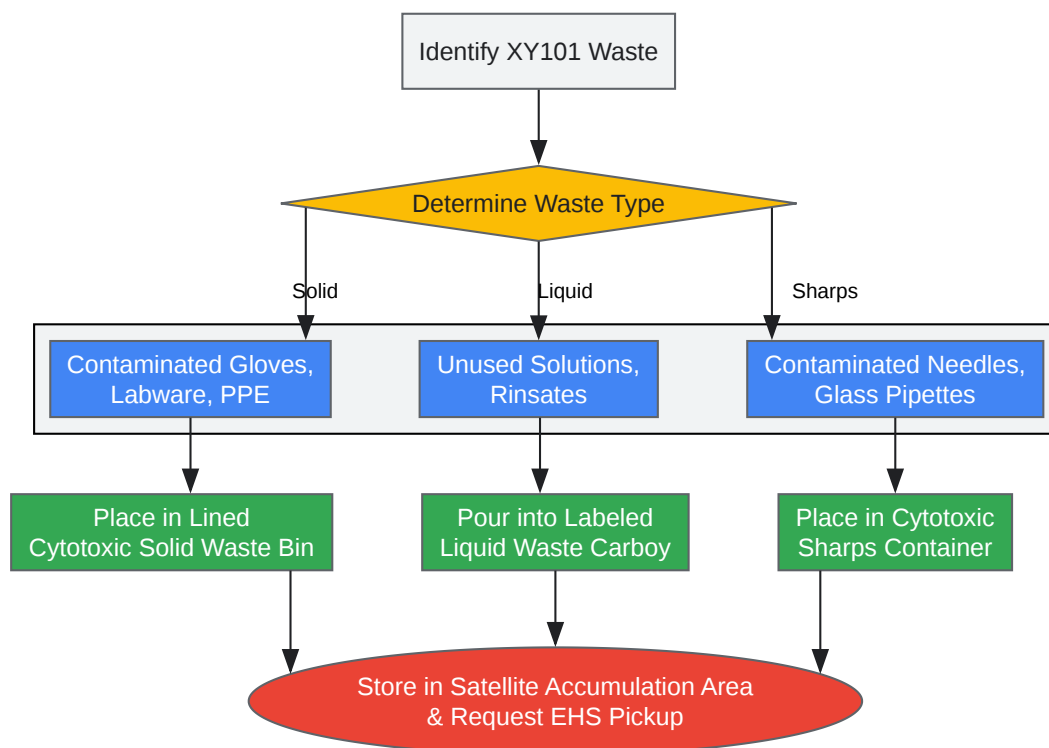 Identify XY101 Waste
Determine Waste Type
Solid
Liquid
Sharps
Contaminated Gloves,
Labware, PPE
Unused Solutions,
Rinsates
Contaminated Needles,
Glass Pipettes
Place in Lined
Cytotoxic Solid Waste Bin
Pour into Labeled
Liquid Waste Carboy
Place in Cytotoxic
Sharps Container
Store in Satellite Accumulation Area
& Request EHS Pickup